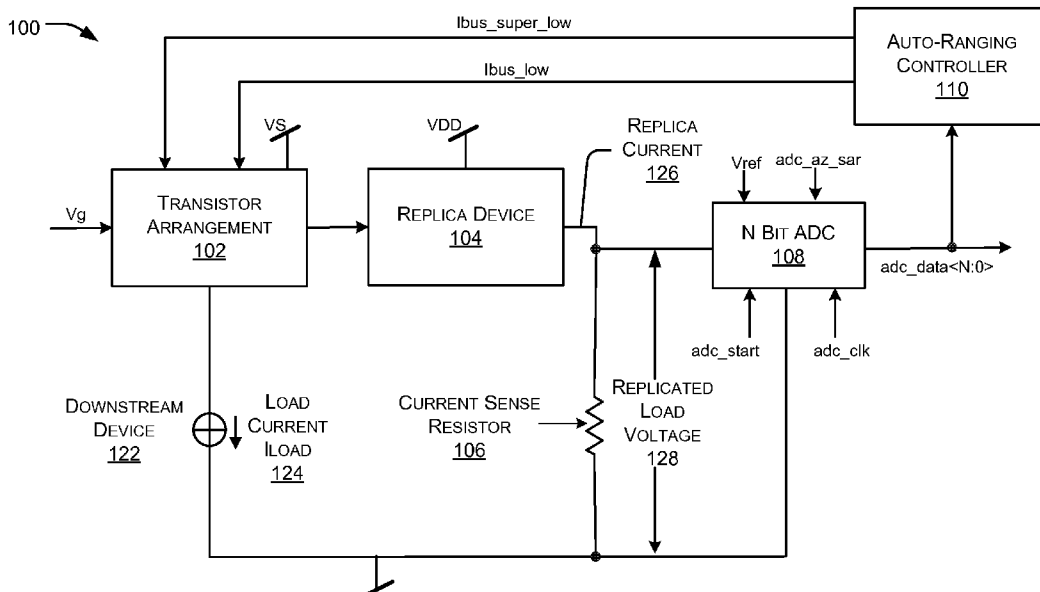 100
Ibus_super_low
Ibus_low
AUTO-RANGING
CONTROLLER
110
VS
VDD
REPLICA
CURRENT
126
Vref
adc_az_sar
Vg
TRANSISTOR
ARRANGEMENT
102
REPLICA DEVICE
104
N BIT ADC
108
adc_data<N:0>
adc_start
adc_clk
DOWNSTREAM
DEVICE
122
LOAD
CURRENT
ILOAD
124
CURRENT SENSE
RESISTOR
106
REPLICATED
LOAD
VOLTAGE
128